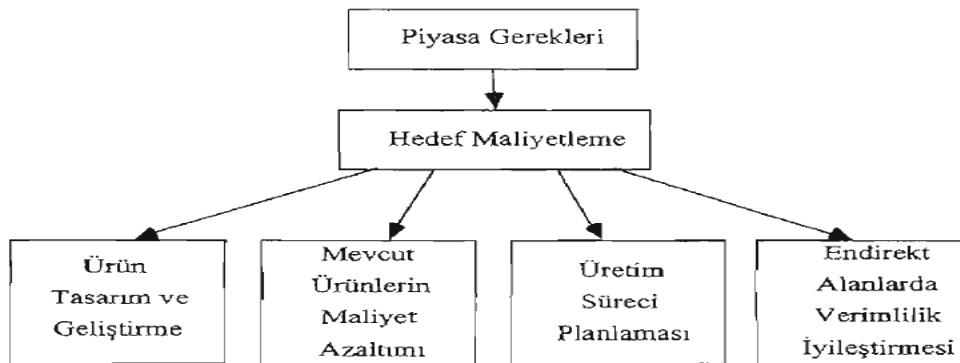 Piyasa Gerekleri
Hedef Maliyetleme
Ürün
Tasarım ve
Geliştirme
Mevcut
Ürünlerin
Maliyet
Azaltımı
Üretim
Süreci
Planlaması
Endirekt
Alanlarda
Verimlilik
İyileştirmesi